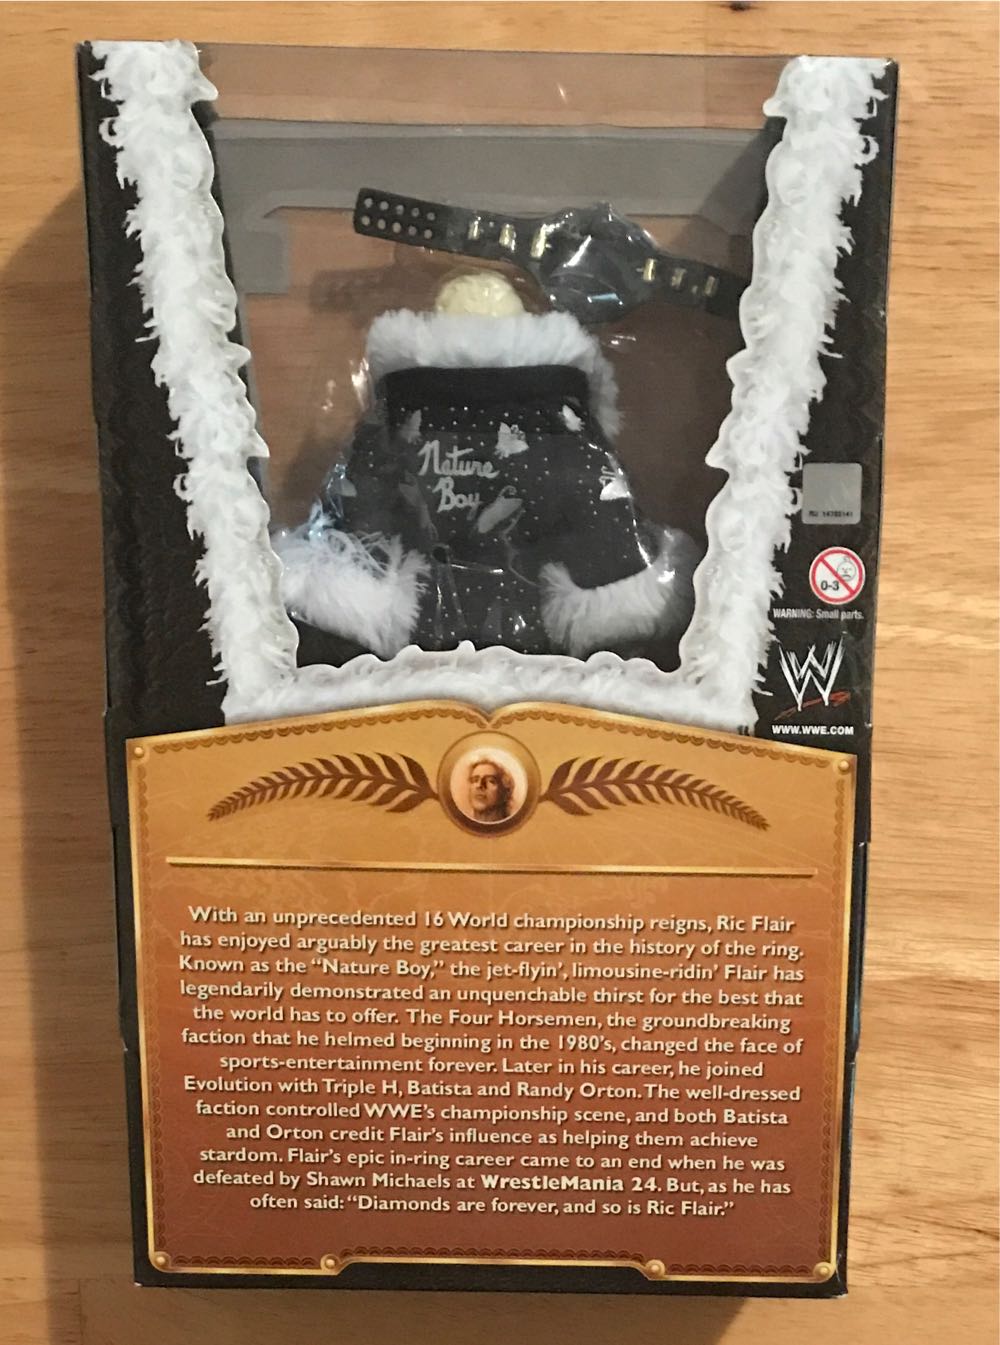 Nature
Boy
0-3
WARNING: Small parts.
W
WWW.WWE.COM
With an unprecedented 16 World championship reigns, Ric Flair
has enjoyed arguably the greatest career in the history of the ring.
Known as the “Nature Boy,” the jet-flyin’, limousine-ridin’ Flair has
legendarily demonstrated an unquenchable thirst for the best that
the world has to offer. The Four Horsemen, the groundbreaking
faction that he helmed beginning in the 1980’s, changed the face of
sports-entertainment forever. Later in his career, he joined
Evolution with Triple H, Batista and Randy Orton. The well-dressed
faction controlled WWE’s championship scene, and both Batista
and Orton credit Flair’s influence as helping them achieve
stardom. Flair’s epic in-ring career came to an end when he was
defeated by Shawn Michaels at WrestleMania 24. But, as he has
often said: “Diamonds are forever, and so is Ric Flair.”